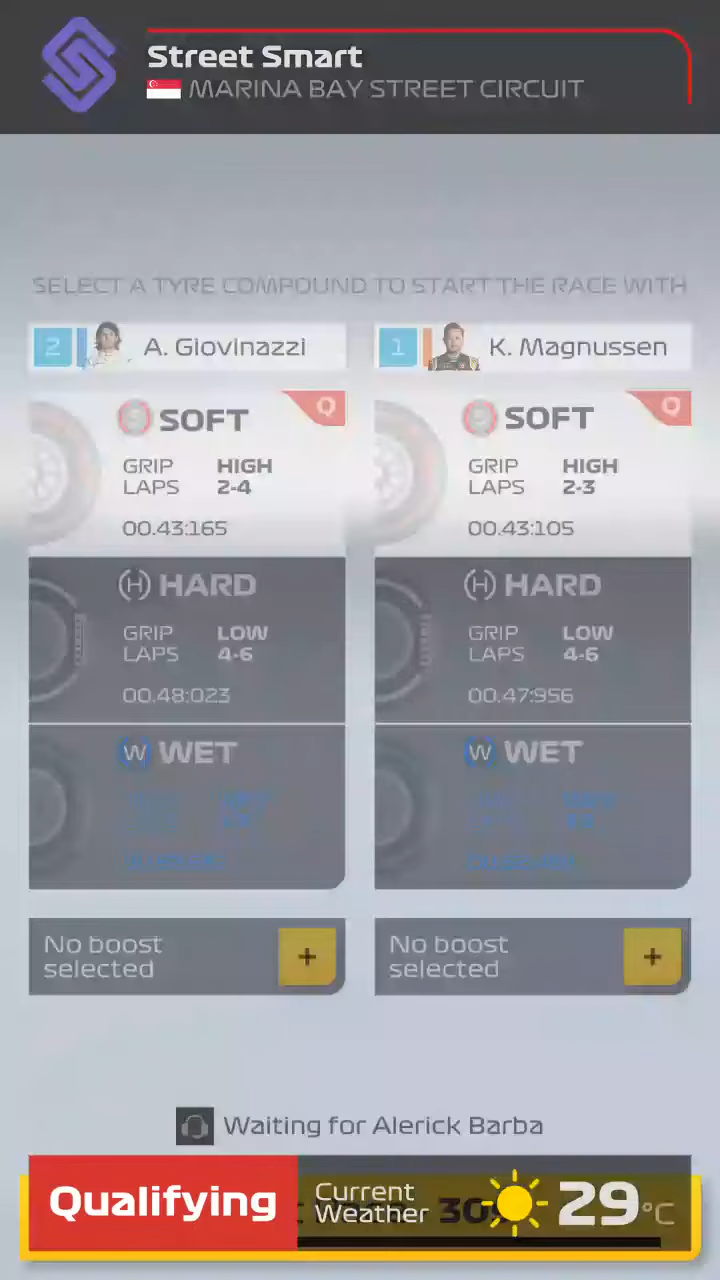 Street Smart
MARINA BAY STREET CIRCUIT
SELECT A TYRE COMPOUND TO START THE RACE WITH
2 A. Giovinazzi
1 K. Magnussen
S SOFT Q
GRIP HIGH
LAPS 2-4
00.43:165
S SOFT Q
GRIP HIGH
LAPS 2-3
00.43:105
H HARD
GRIP LOW
LAPS 4-6
00.48:023
H HARD
GRIP LOW
LAPS 4-6
00.47:956
W WET
W WET
No boost
selected +
No boost
selected +
Waiting for Alerick Barba
Qualifying
Current
Weather
29°C